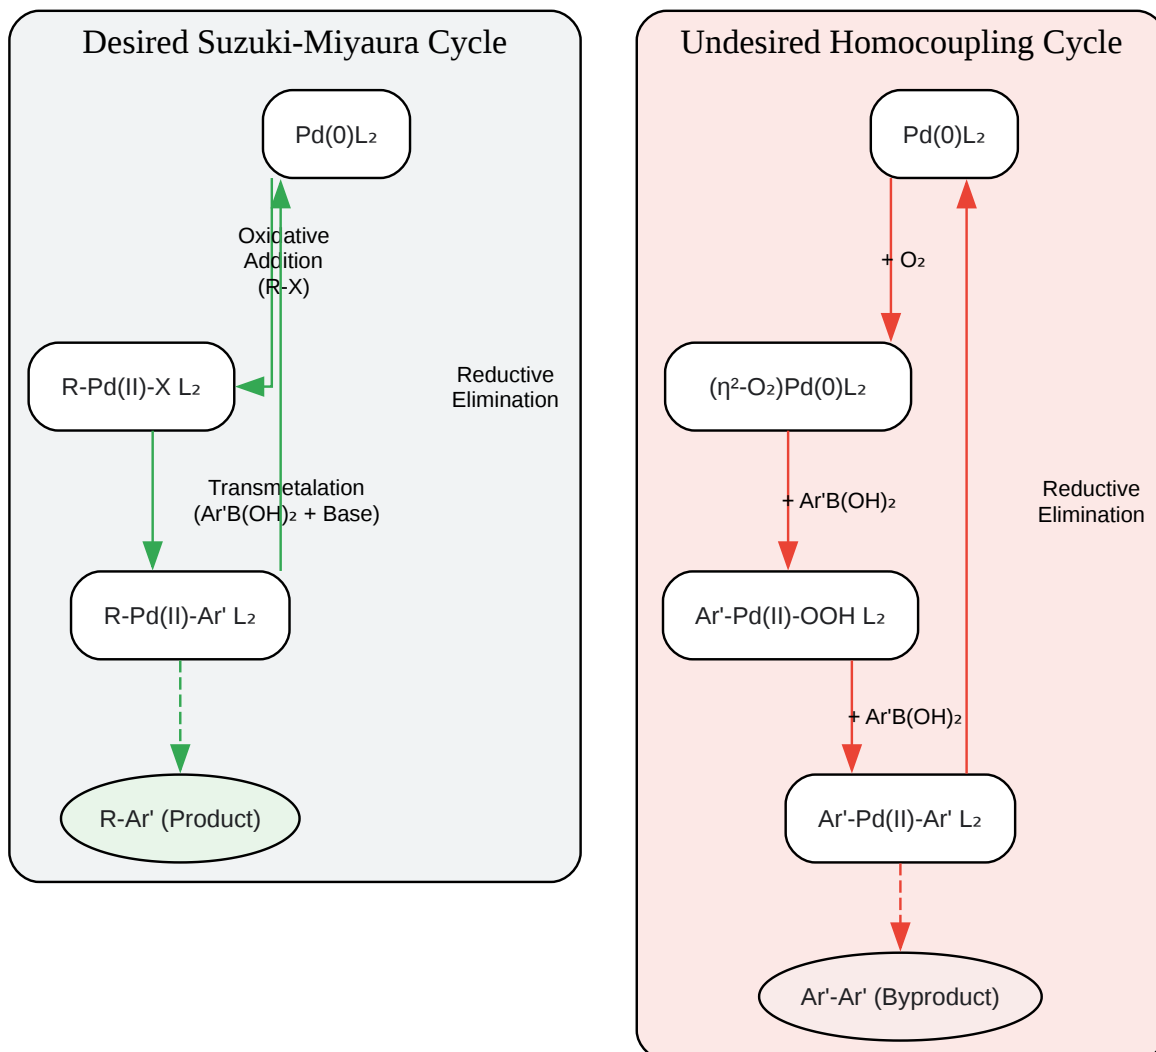 Desired Suzuki-Miyaura Cycle
Pd(0)L₂
Oxidative
Addition
(R-X)
R-Pd(II)-X L₂
Reductive
Elimination
Transmetalation
(Ar'B(OH)₂ + Base)
R-Pd(II)-Ar' L₂
R-Ar' (Product)
Undesired Homocoupling Cycle
Pd(0)L₂
+ O₂
(η²-O₂)Pd(0)L₂
+ Ar'B(OH)₂
Reductive
Elimination
Ar'-Pd(II)-OOH L₂
+ Ar'B(OH)₂
Ar'-Pd(II)-Ar' L₂
Ar'-Ar' (Byproduct)